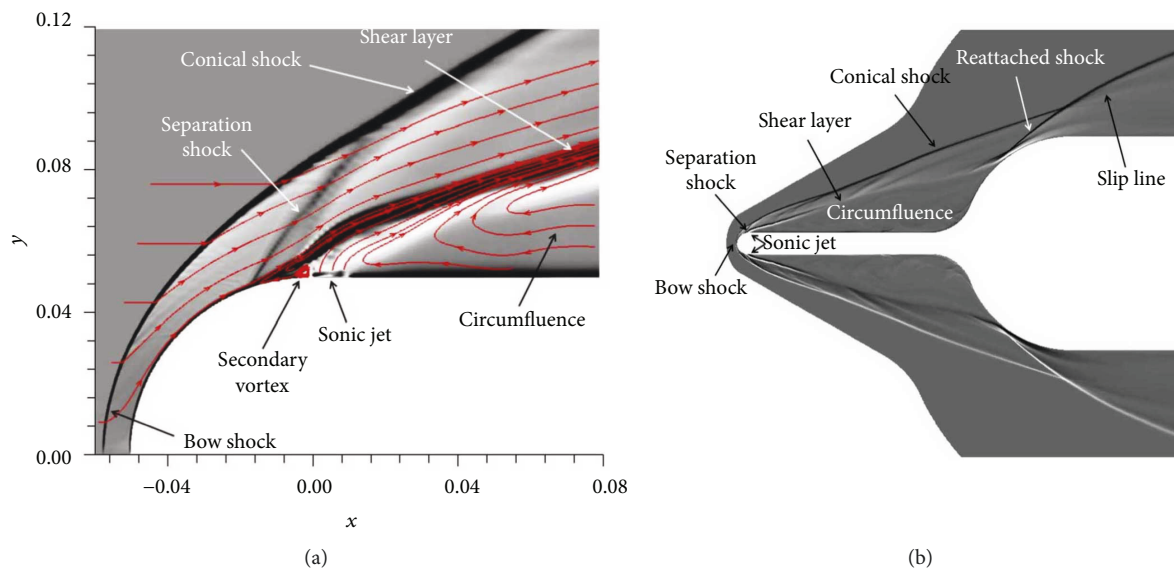 0.12
0.08
0.04
0.00
y
−0.04
0.00
0.04
0.08
x
Shear layer
Conical shock
Separation
shock
Circumfluence
Sonic jet
Secondary
vortex
Bow shock
(a)
Reattached shock
Conical shock
Shear layer
Separation
shock
Slip line
Circumfluence
Sonic jet
Bow shock
(b)